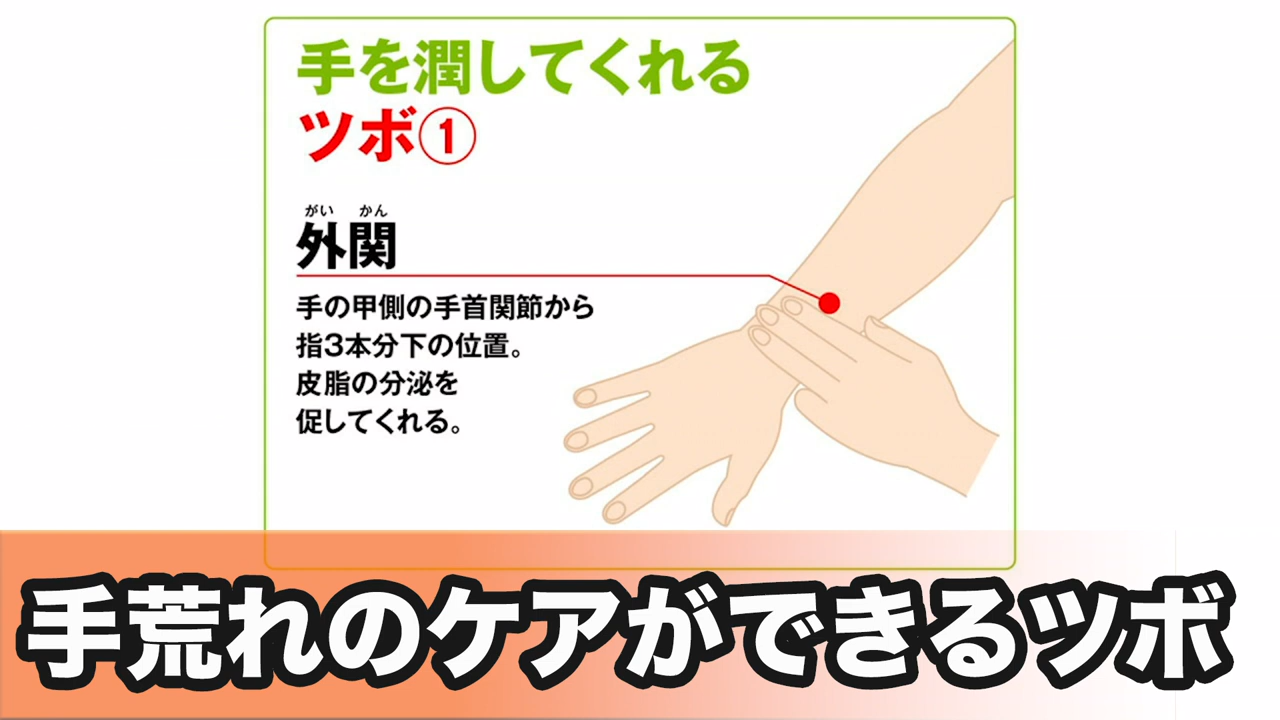 手を潤してくれる
ツボ①
がい かん
外関
手の甲側の手首関節から
指3本分下の位置。
皮脂の分泌を
促してくれる。
手荒れのケアができるツボ